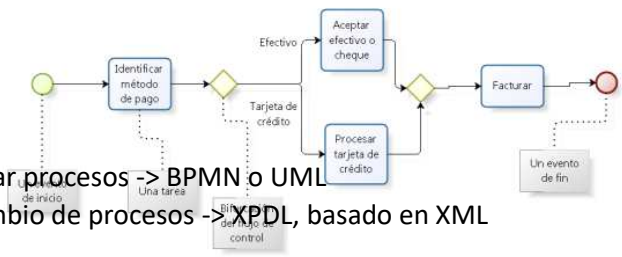 Efectivo
Aceptar
efectivo o
cheque
Identificar
método
de pago
Facturar
Tarjeta de
crédito
Procesar
tarjeta de
crédito
Un evento
de fin
ar procesos -> BPMN o UML
de inicio
Una tarea
mbio de procesos -> XPDL, basado en XML
del flujo de
control